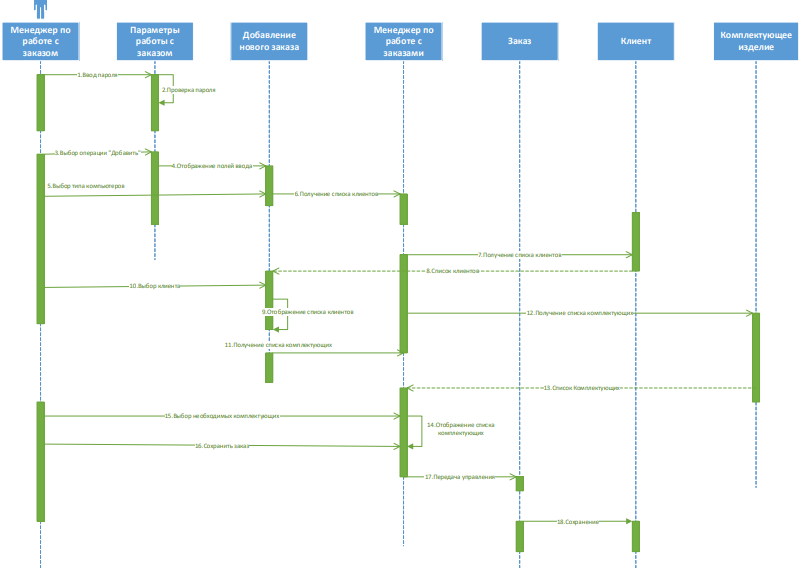 Менеджер по
работе с
заказом
Параметры
работы с
заказом
Добавление
нового заказа
Менеджер по
работе с
заказами
Заказ
Клиент
Комплектующее
изделие
1.Ввод пароля
2.Проверка пароля
3.Выбор операции "Добавить"
4.Отображение полей ввода
5.Выбор типа компьютеров
6.Получение списка клиентов
7.Получение списка клиентов
8.Список клиентов
10.Выбор клиента
9.Отображение списка клиентов
12.Получение списка комплектующих
11.Получение списка комплектующих
13.Список Комплектующих
15.Выбор необходимых комплектущих
14.Отображение списка
комплектующих
16.Сохранить заказ
17.Передача управления
18.Сохранение